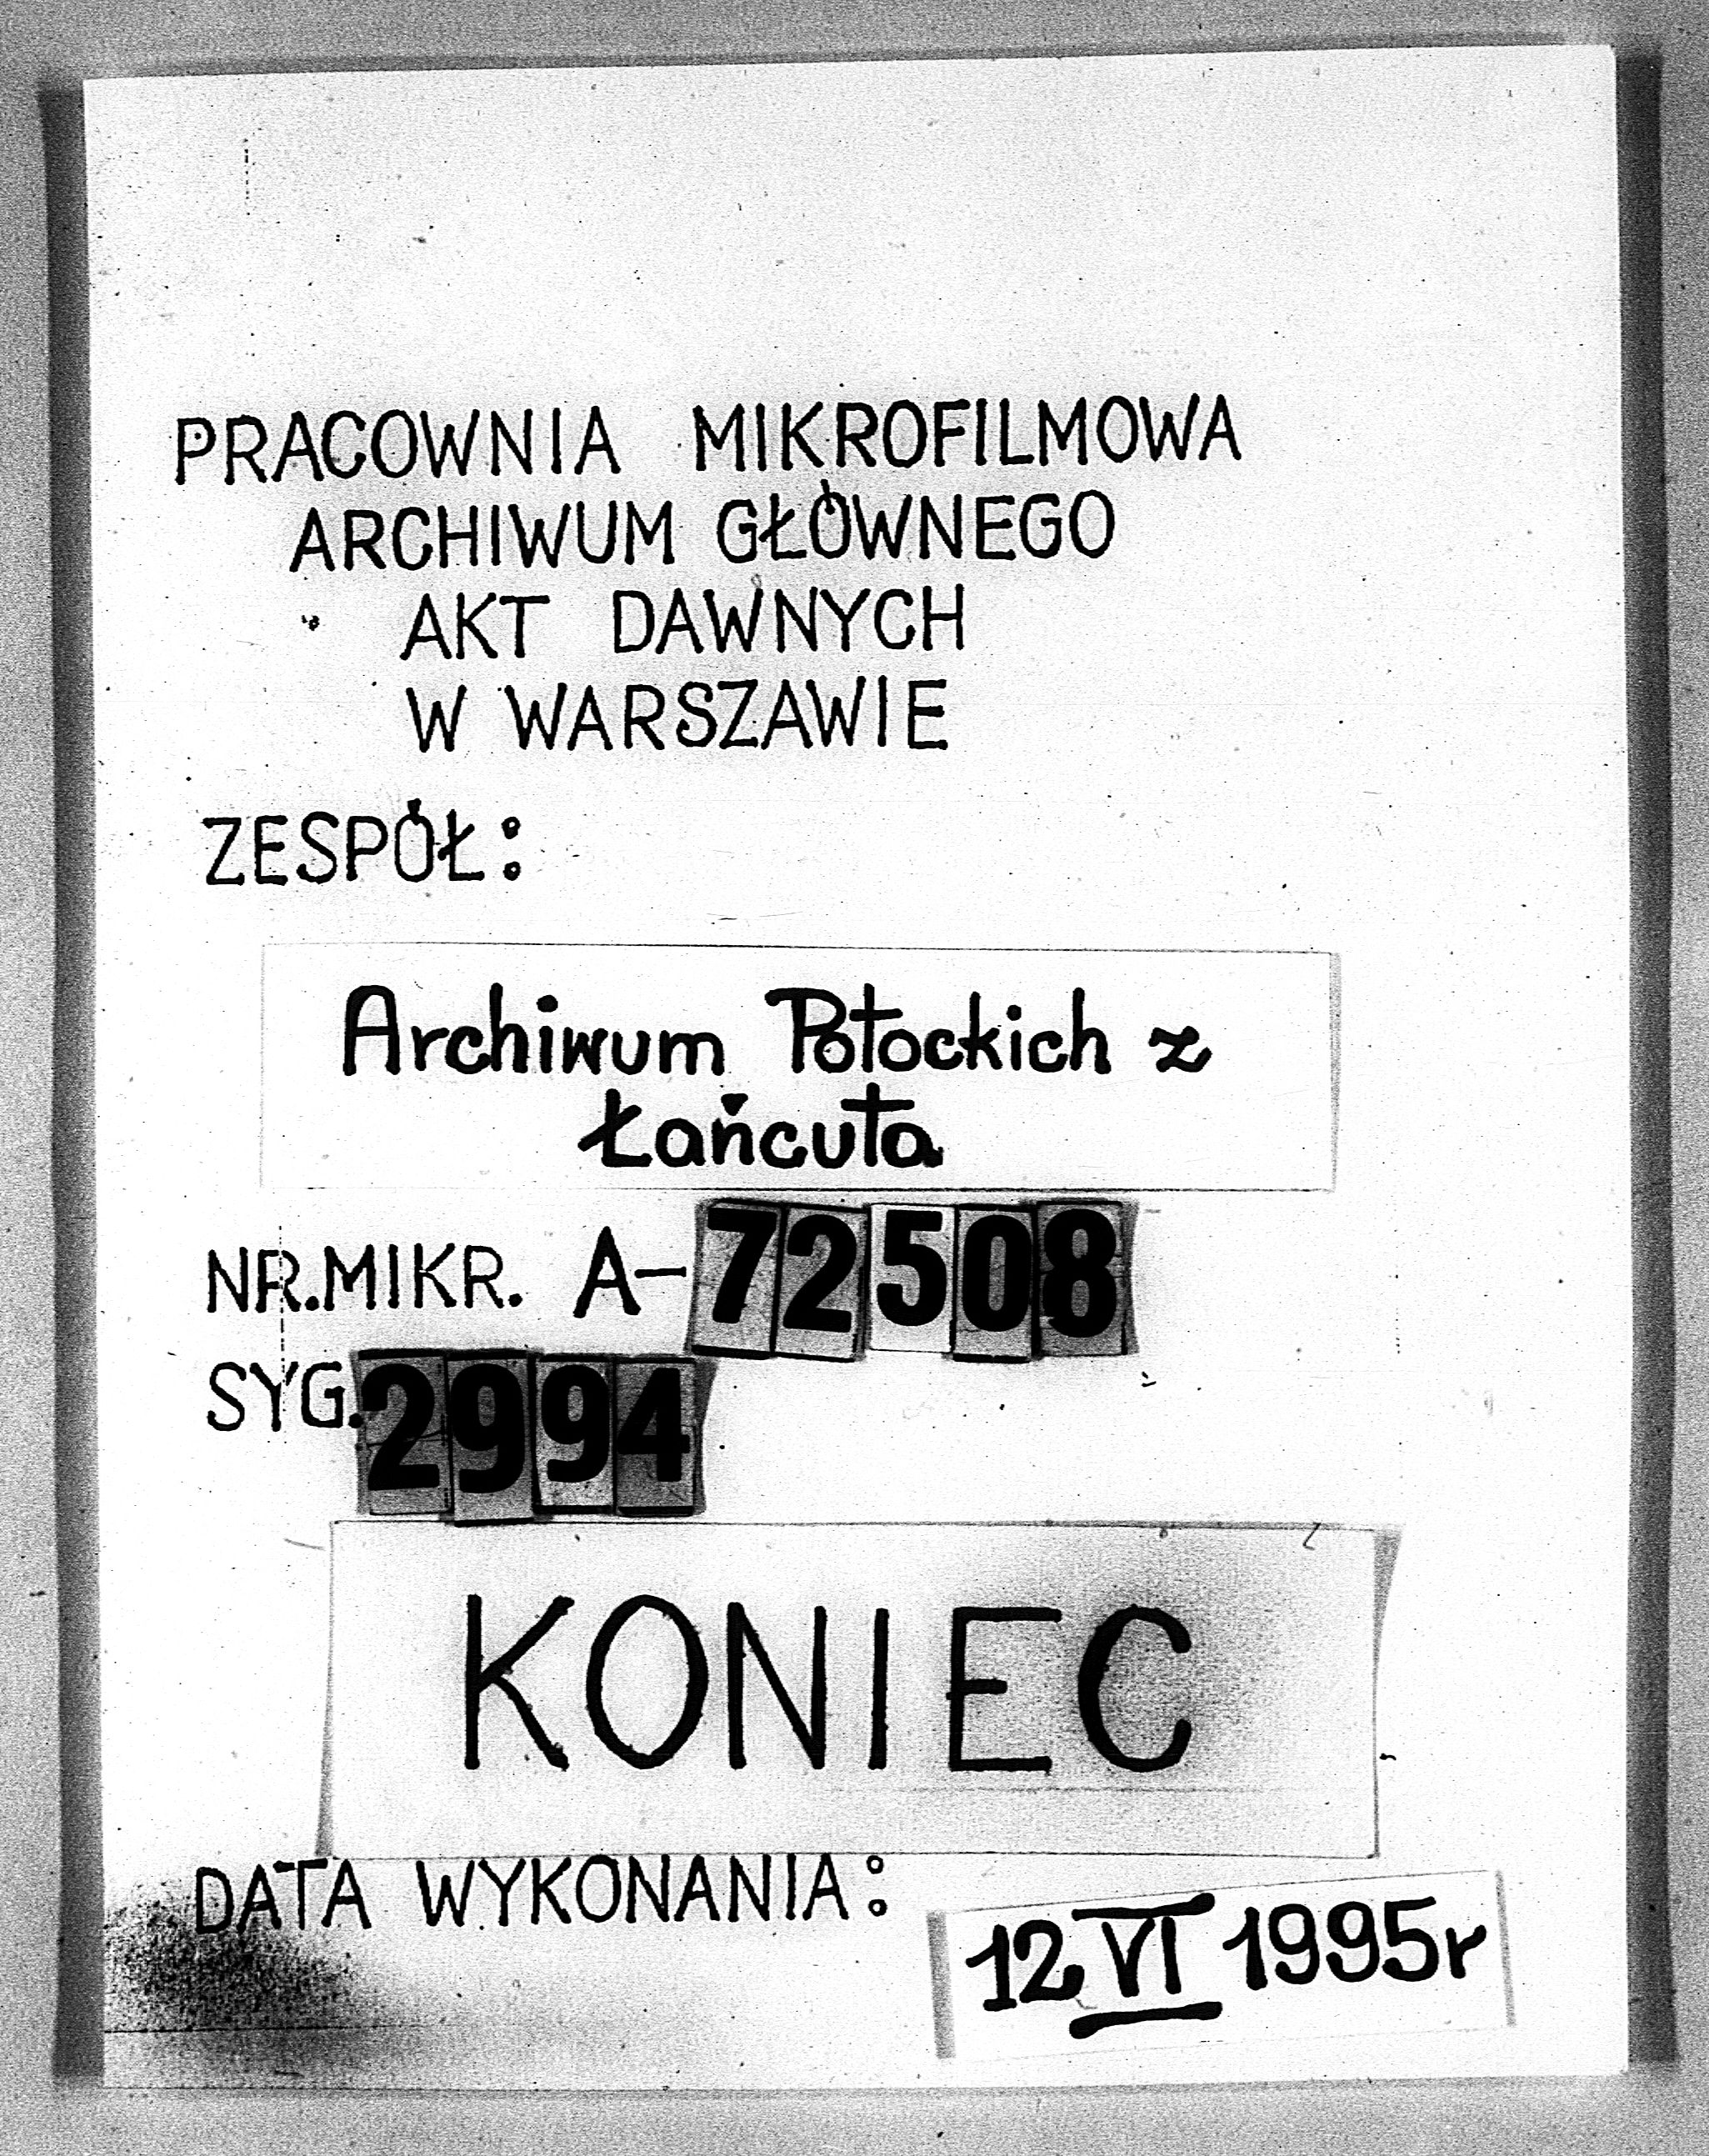 PRACOWNIA MIKROFILMOWA
ARCHIWUM GŁÓWNEGO
AKT DAWNYCH
W WARSZAWIE
ZESPÓŁ:
Archiwum Potockich z
Łańcuta
NR.MIKR. A-72508
SYG.2994
KONIEC
DATA WYKONANIA:
12 VI 1995r